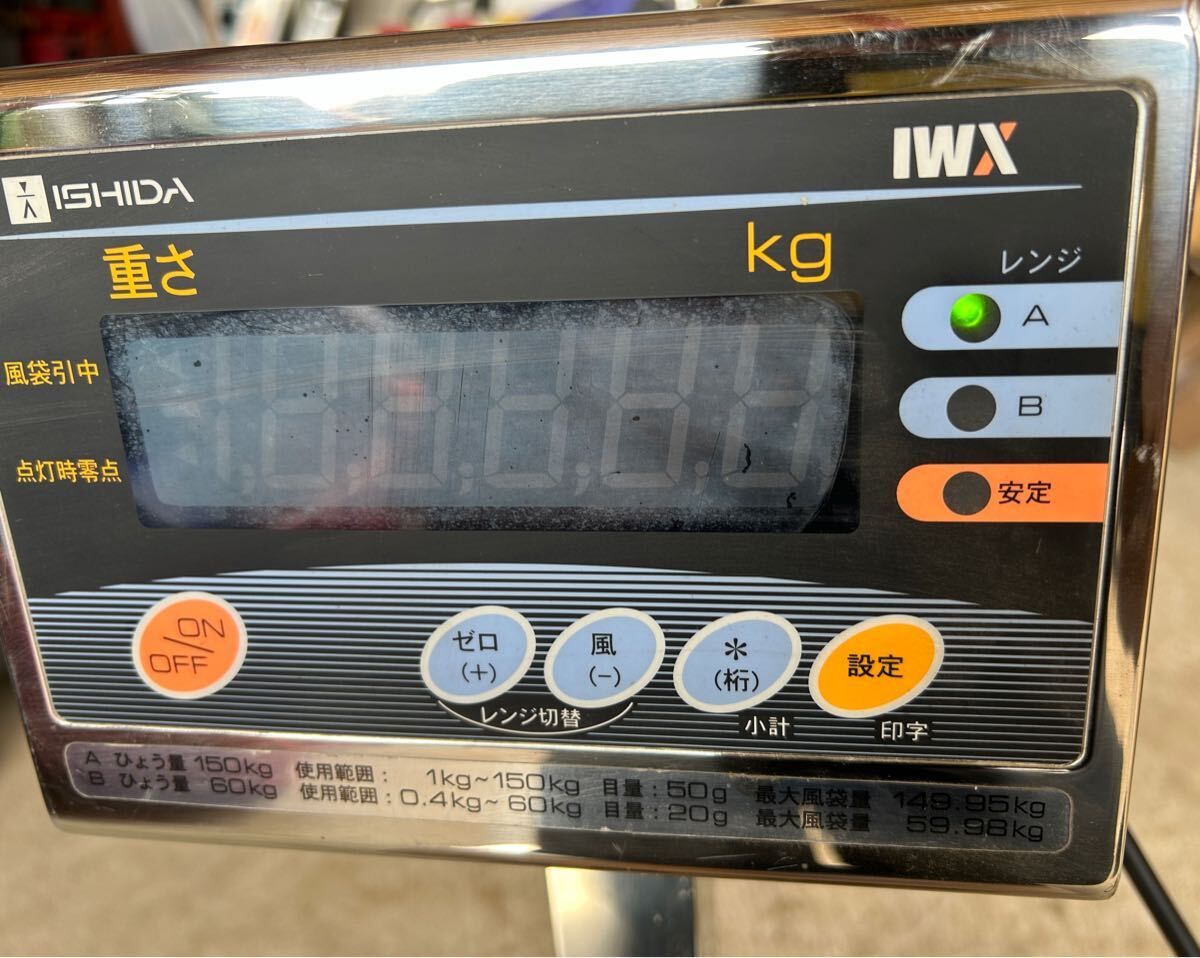 IWX
ISHIDA
重さ
kg
レンジ
A
風袋引中
B
点灯時零点
安定
ON/OFF
ゼロ
(+)
風
(-)
*
(桁)
設定
レンジ切替
小計
印字
A ひょう量 150kg 使用範囲： 1kg~150kg 目量：50g 最大風袋量 149.95kg
B ひょう量 60kg 使用範囲：0.4kg~ 60kg 目量：20g 最大風袋量 59.98kg